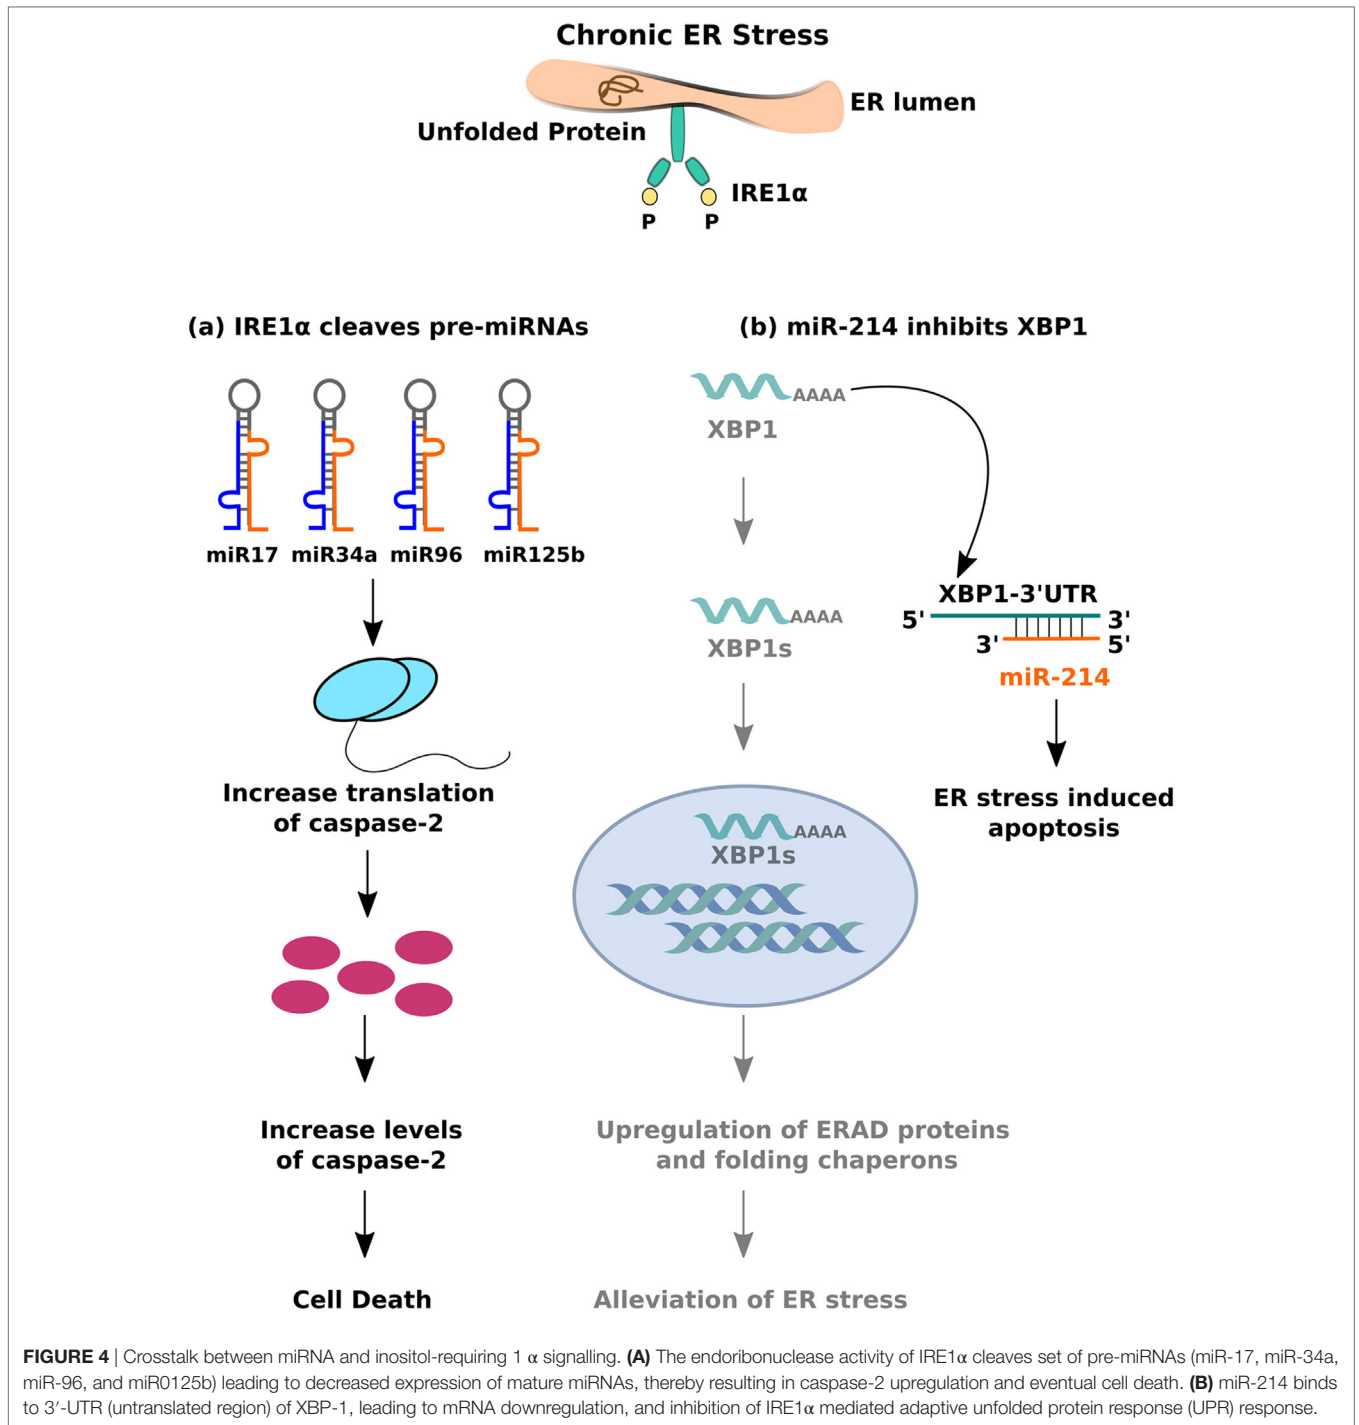 Chronic ER Stress
ER lumen
Unfolded Protein
IRE1α
P P
(a) IRE1α cleaves pre-miRNAs
miR17 miR34a miR96 miR125b
Increase translation
of caspase-2
Increase levels
of caspase-2
Cell Death
(b) miR-214 inhibits XBP1
AAAA
XBP1
AAAA
XBP1s
AAAA
XBP1s
Upregulation of ERAD proteins
and folding chaperons
Alleviation of ER stress
XBP1-3'UTR
5' 3'
3' 5'
miR-214
ER stress induced
apoptosis
FIGURE 4 | Crosstalk between miRNA and inositol-requiring 1 α signalling. (A) The endoribonuclease activity of IRE1α cleaves set of pre-miRNAs (miR-17, miR-34a,
miR-96, and miR0125b) leading to decreased expression of mature miRNAs, thereby resulting in caspase-2 upregulation and eventual cell death. (B) miR-214 binds
to 3′-UTR (untranslated region) of XBP-1, leading to mRNA downregulation, and inhibition of IRE1α mediated adaptive unfolded protein response (UPR) response.